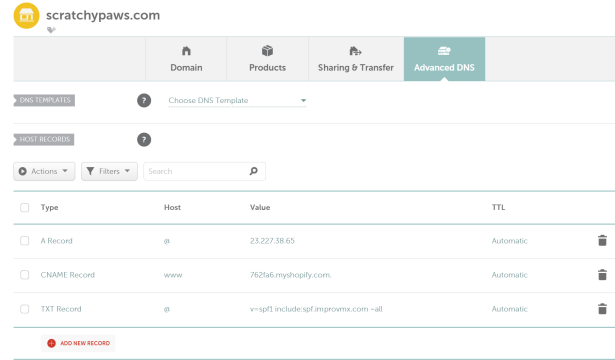 scratchypaws.com
Domain
Products
Sharing & Transfer
Advanced DNS
DNS TEMPLATES ? Choose DNS Template
HOST RECORDS ?
Actions Filters Search
Type Host Value TTL
A Record @ 23.227.38.65 Automatic
CNAME Record www 762fa6.myshopify.com. Automatic
TXT Record @ v=spf1 include:spf.improvmx.com ~all Automatic
ADD NEW RECORD